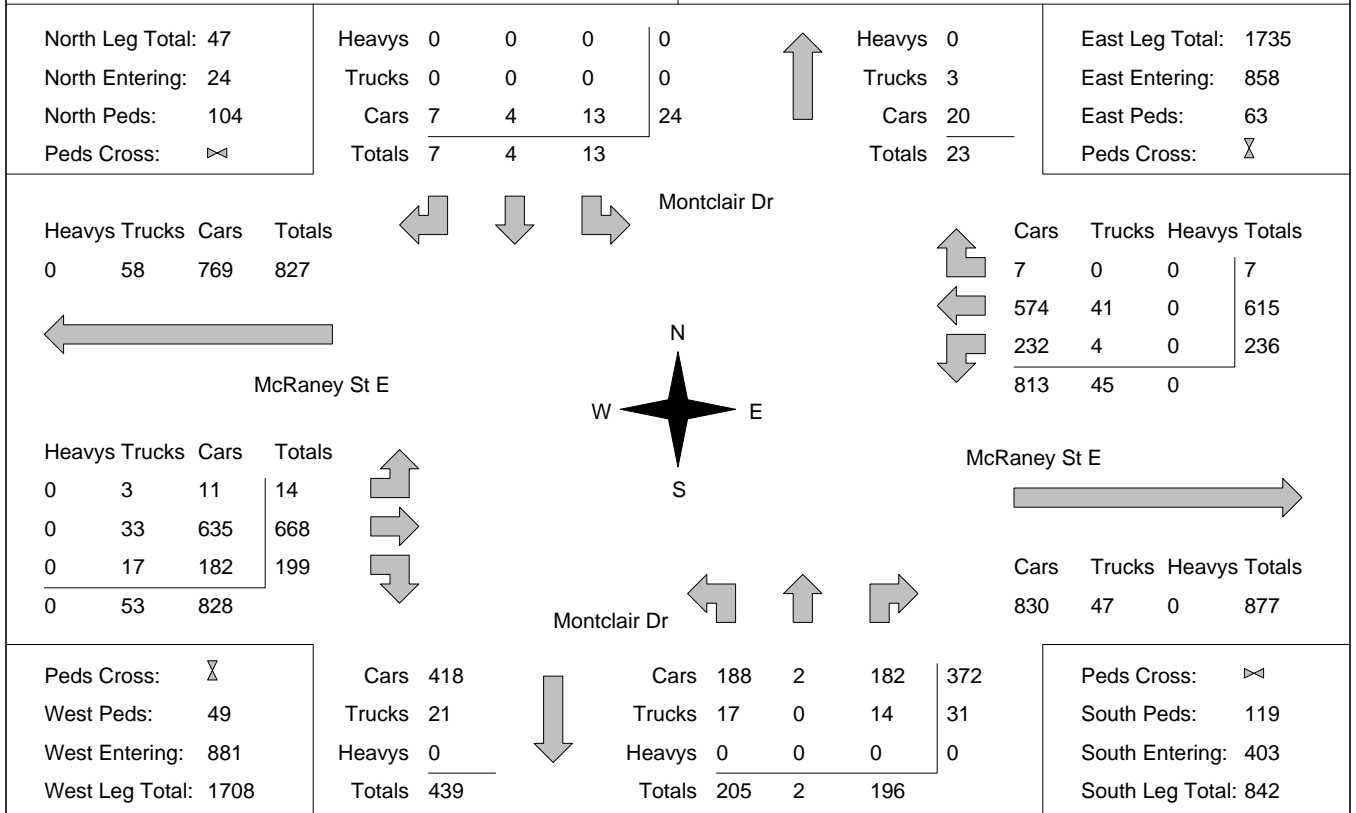 North Leg Total: 47
North Entering: 24
North Peds: 104
Peds Cross:
Heavys 0 0 0 0
Trucks 0 0 0 0
Cars 7 4 13 24
Totals 7 4 13
Heavys 0
Trucks 3
Cars 20
Totals 23
East Leg Total: 1735
East Entering: 858
East Peds: 63
Peds Cross:
Montclair Dr
Heavys Trucks Cars Totals
0 58 769 827
Cars Trucks Heavys Totals
7 0 0 7
574 41 0 615
232 4 0 236
813 45 0
McRaney St E
N
W E
S
Heavys Trucks Cars Totals
0 3 11 14
0 33 635 668
0 17 182 199
0 53 828
McRaney St E
Cars Trucks Heavys Totals
830 47 0 877
Montclair Dr
Peds Cross:
West Peds: 49
West Entering: 881
West Leg Total: 1708
Cars 418
Trucks 21
Heavys 0
Totals 439
Cars 188 2 182 372
Trucks 17 0 14 31
Heavys 0 0 0 0
Totals 205 2 196
Peds Cross:
South Peds: 119
South Entering: 403
South Leg Total: 842